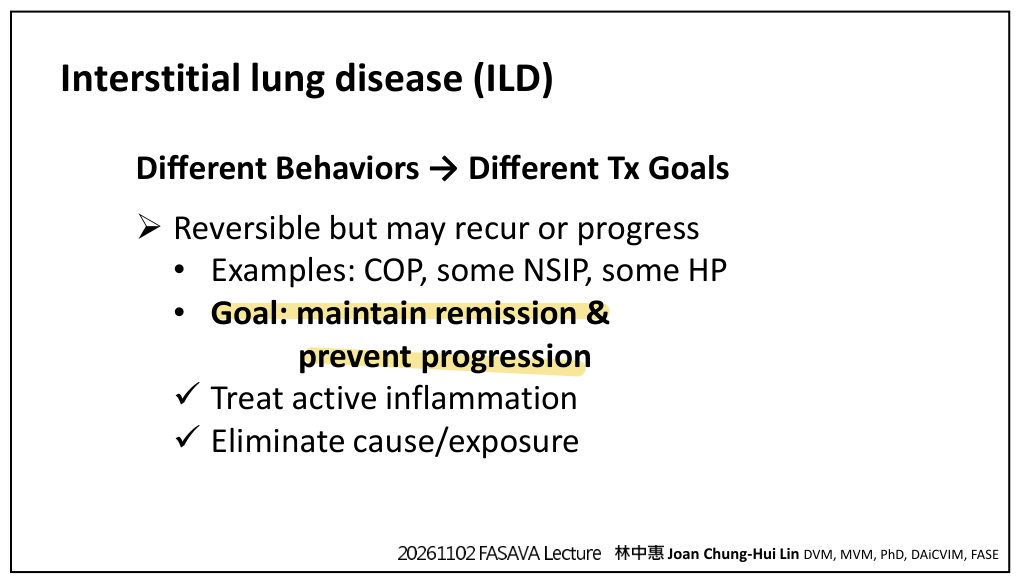 Interstitial lung disease (ILD)
Different Behaviors → Different Tx Goals
➢ Reversible but may recur or progress
• Examples: COP, some NSIP, some HP
• Goal: maintain remission &
prevent progression
✓ Treat active inflammation
✓ Eliminate cause/exposure
20261102 FASAVA Lecture 林中惠 Joan Chung-Hui Lin DVM, MVM, PhD, DAiCVIM, FASE